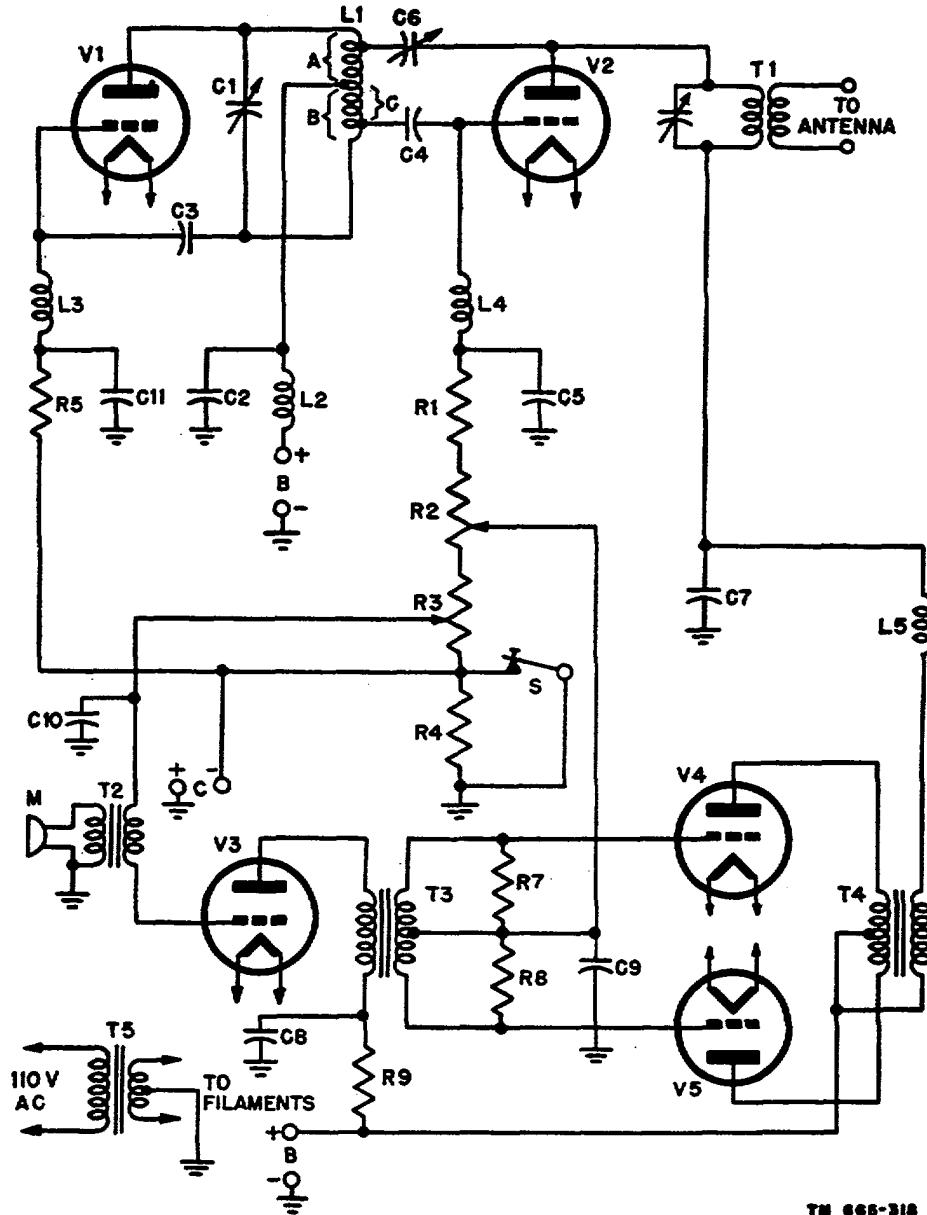 L1
C6
V1
A
C1
V2
T1
B
C
C4
TO
ANTENNA
C3
L3
L4
R5
C11
C2
L2
R1
C5
+
B
-
R2
R3
C7
L5
S
C10
R4
+
C
-
M
T2
V3
V4
T3
R7
T4
R8
C9
C8
T5
110 V
AC
TO
FILAMENTS
R9
V5
+
B
-
TM 665-318